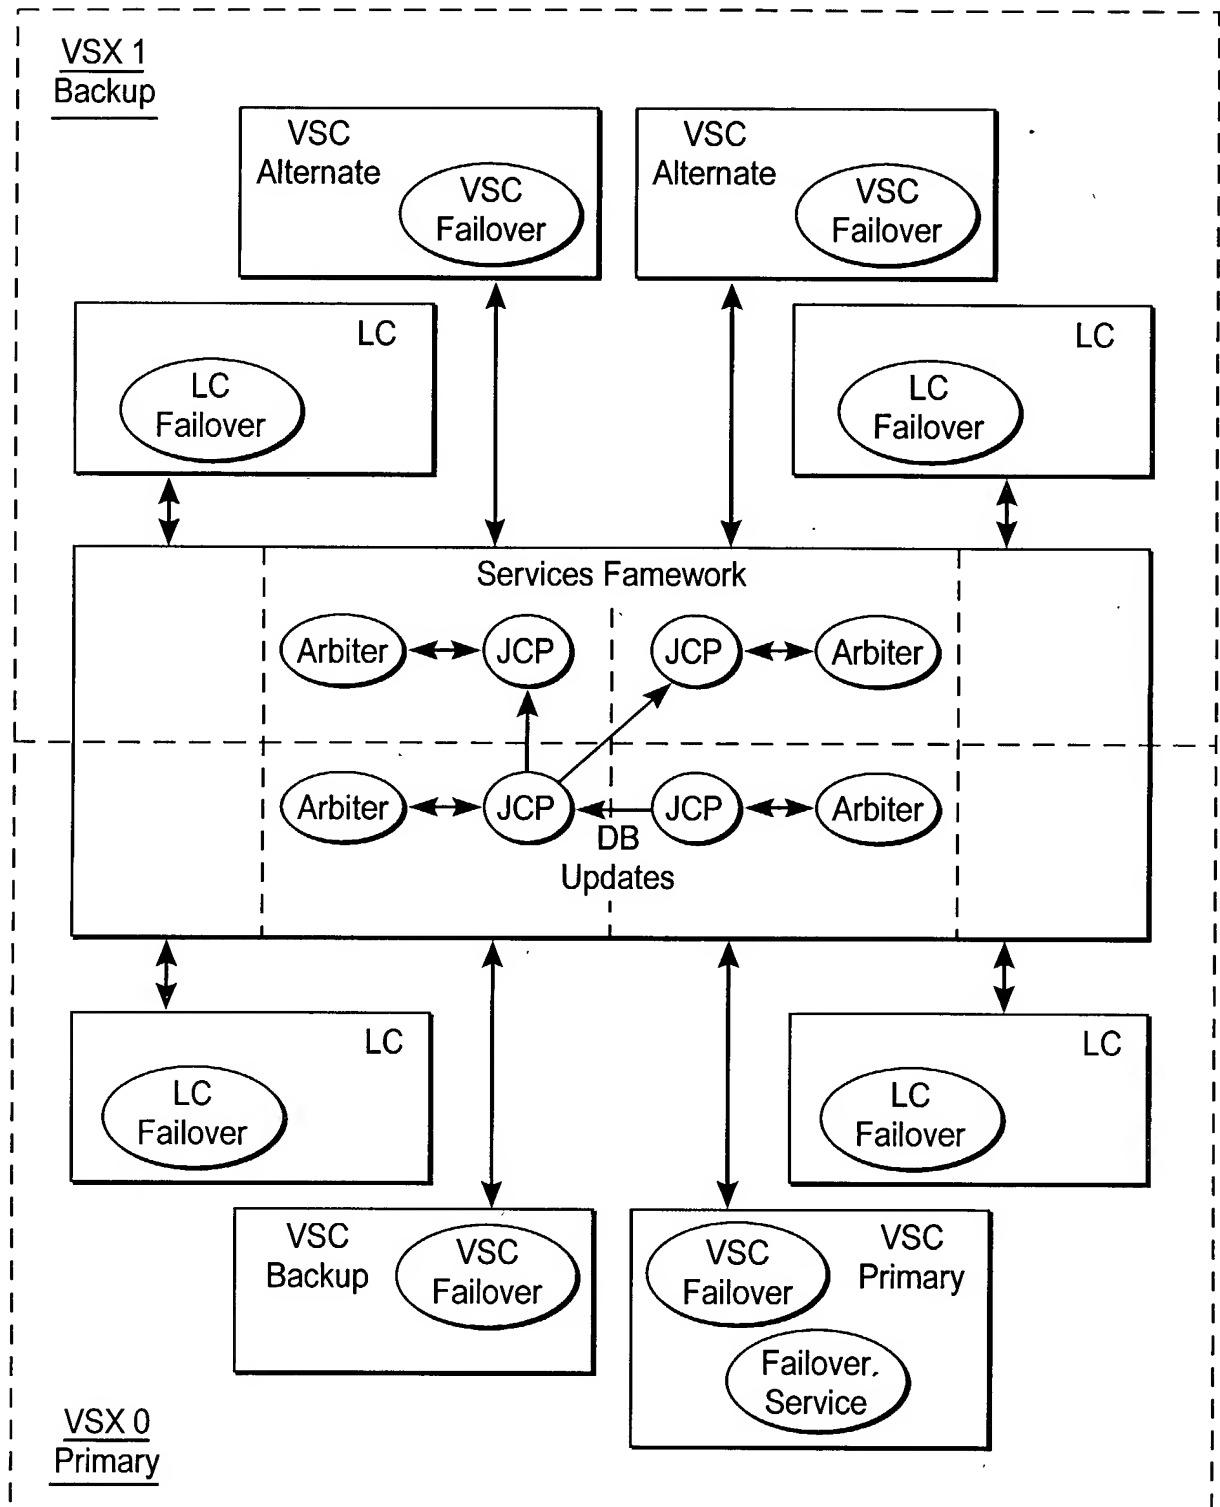 VSX 1
Backup
VSC
Alternate
VSC
Failover
VSC
Alternate
VSC
Failover
LC
LC
Failover
LC
LC
Failover
Services Famework
Arbiter
JCP
JCP
Arbiter
Arbiter
JCP
JCP
Arbiter
DB
Updates
LC
LC
Failover
LC
LC
Failover
VSC
Backup
VSC
Failover
VSC
Failover
VSC
Primary
Failover
Service
VSX 0
Primary